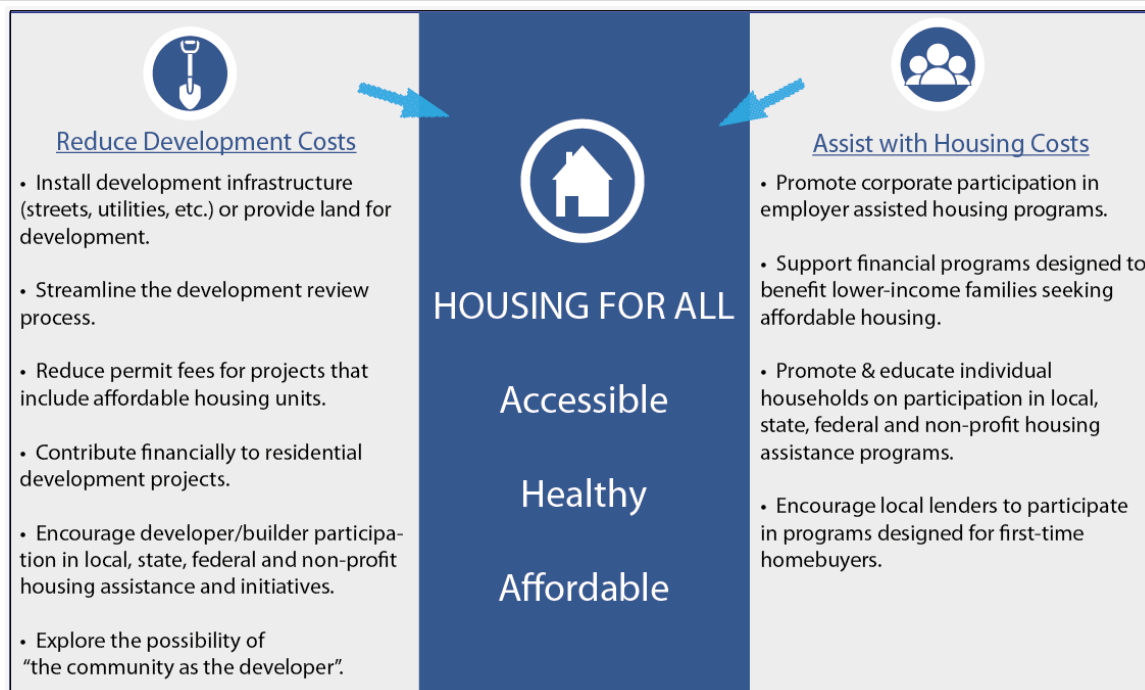 Reduce Development Costs
• Install development infrastructure
(streets, utilities, etc.) or provide land for
development.
• Streamline the development review
process.
• Reduce permit fees for projects that
include affordable housing units.
• Contribute financially to residential
development projects.
• Encourage developer/builder participa-
tion in local, state, federal and non-profit
housing assistance and initiatives.
• Explore the possibility of
“the community as the developer”.
HOUSING FOR ALL
Accessible
Healthy
Affordable
Assist with Housing Costs
• Promote corporate participation in
employer assisted housing programs.
• Support financial programs designed to
benefit lower-income families seeking
affordable housing.
• Promote & educate individual
households on participation in local,
state, federal and non-profit housing
assistance programs.
• Encourage local lenders to participate
in programs designed for first-time
homebuyers.